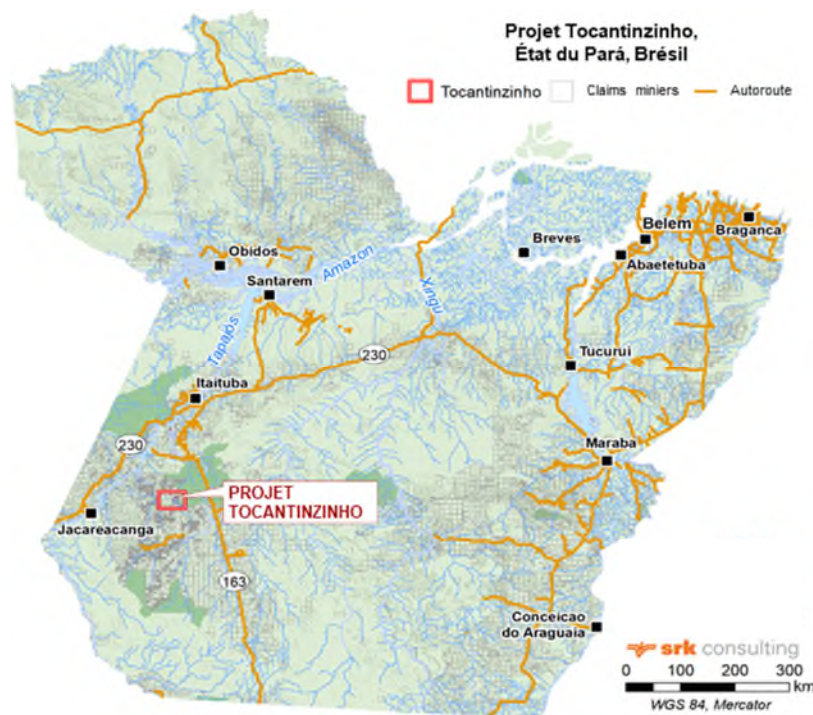 Projet Tocantinzinho,
État du Pará, Brésil
Tocantinzinho
Claims miniers
Autoroute
Obidos
Santarem
Amazon
Xingu
Tapajós
Breves
Belem
Braganca
Abaetetuba
230
Tucurui
Itaituba
Maraba
230
PROJET
TOCANTINZINHO
Jacareacanga
163
Conceicao
do Araguaia
srk consulting
0 100 200 300
km
WGS 84, Mercator